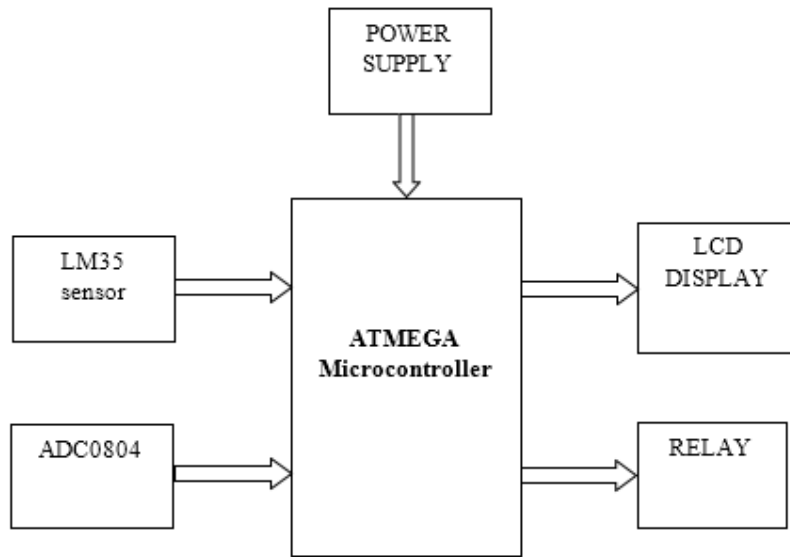 POWER
SUPPLY
LM35
sensor
LCD
DISPLAY
ATMEGA
Microcontroller
ADC0804
RELAY